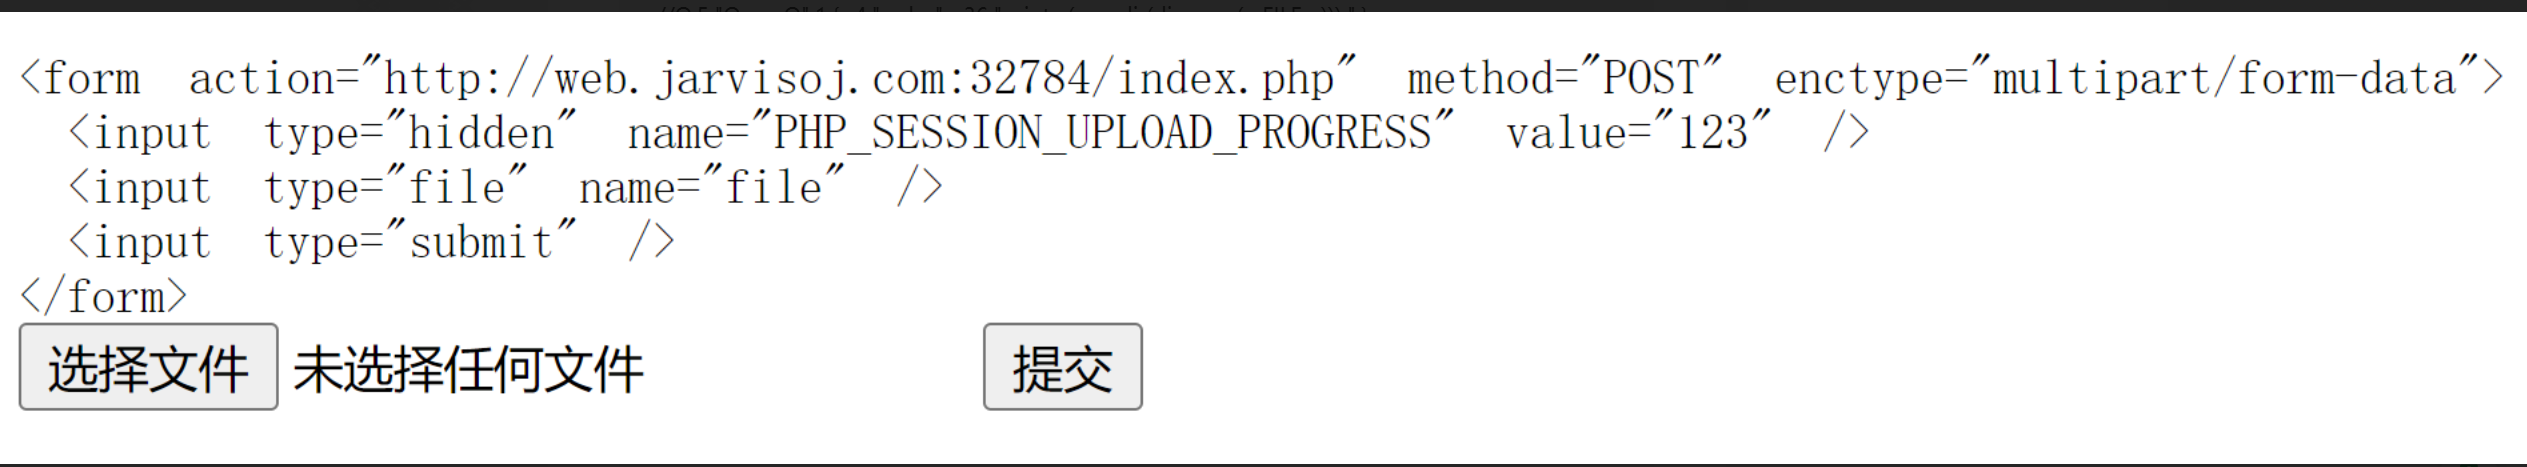 <form action="http://web.jarvisoj.com:32784/index.php" method="POST" enctype="multipart/form-data">
<input type="hidden" name="PHP_SESSION_UPLOAD_PROGRESS" value="123" />
<input type="file" name="file" />
<input type="submit" />
</form>
选择文件 未选择任何文件 提交